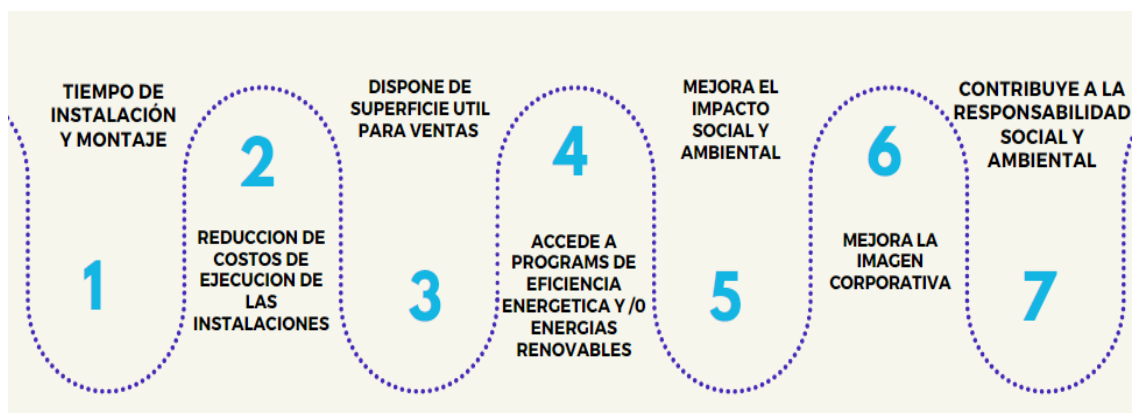 TIEMPO DE
INSTALACIÓN
Y MONTAJE
1
2
REDUCCION DE
COSTOS DE
EJECUCION DE
LAS
INSTALACIONES
DISPONE DE
SUPERFICIE UTIL
PARA VENTAS
3
4
ACCEDE A
PROGRAMS DE
EFICIENCIA
ENERGETICA Y /0
ENERGIAS
RENOVABLES
MEJORA EL
IMPACTO
SOCIAL Y
AMBIENTAL
5
6
MEJORA LA
IMAGEN
CORPORATIVA
CONTRIBUYE A LA
RESPONSABILIDAD
SOCIAL Y
AMBIENTAL
7